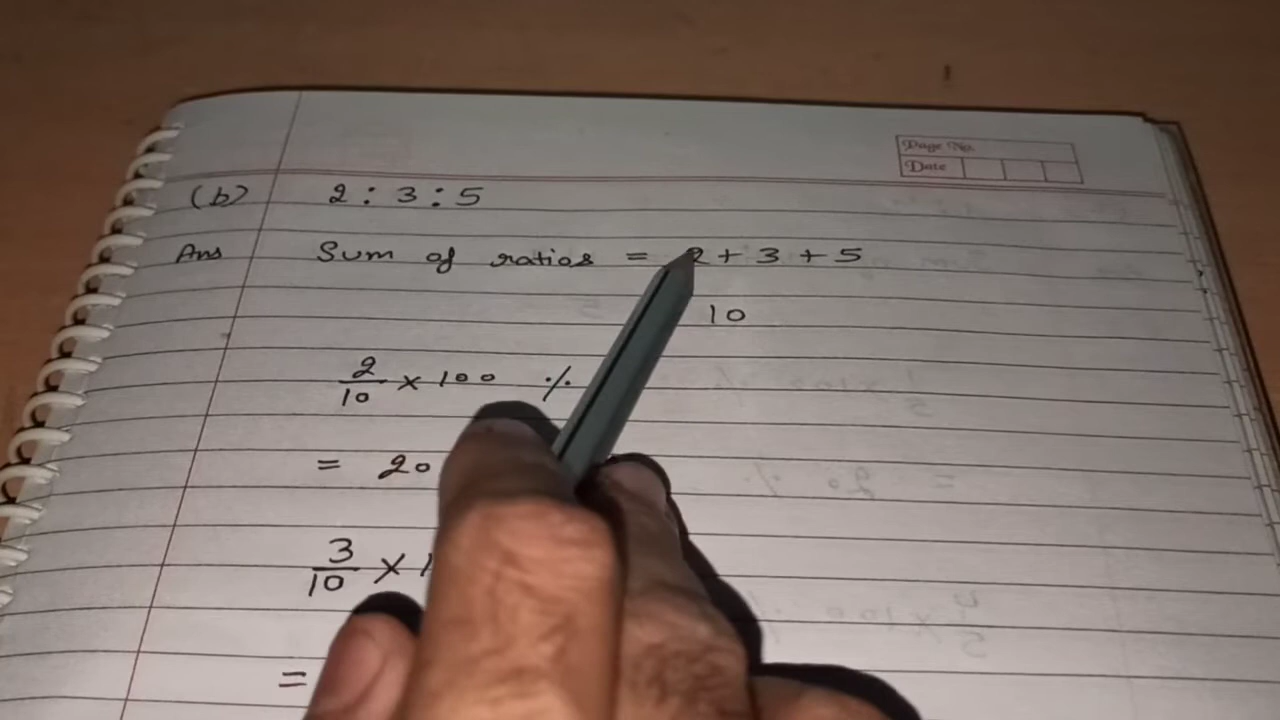 Page No.
Date
(b) 2 : 3 : 5
Ans Sum of ratios = 2 + 3 + 5
10
2/10 × 100 %
= 20
3/10 × 1
=